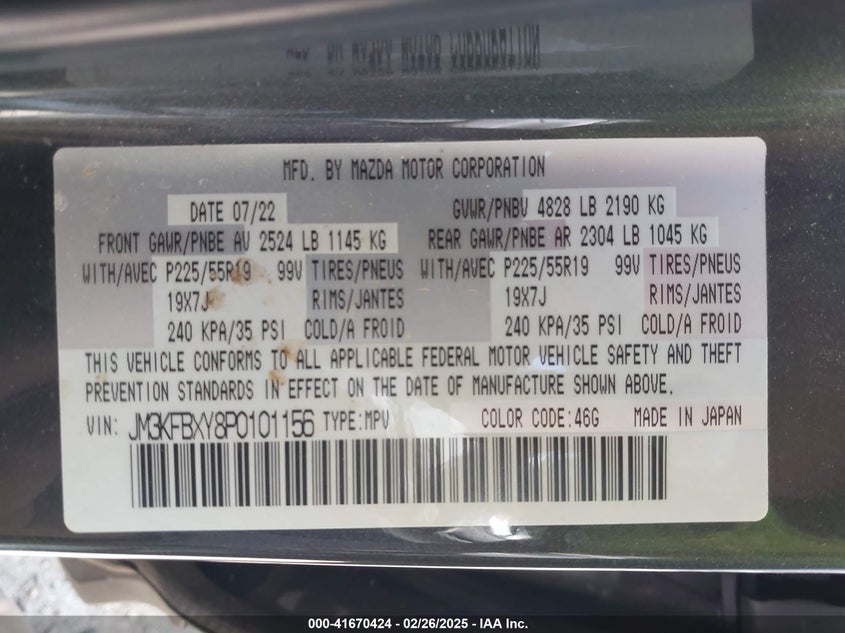 MFD. BY MAZDA MOTOR CORPORATION
DATE 07/22 GVWR/PNBV 4828 LB 2190 KG
FRONT GAWR/PNBE AV 2524 LB 1145 KG REAR GAWR/PNBE AR 2304 LB 1045 KG
WITH/AVEC P225/55R19 99V TIRES/PNEUS WITH/AVEC P225/55R19 99V TIRES/PNEUS
19X7J RIMS/JANTES 19X7J RIMS/JANTES
240 KPA/35 PSI COLD/A FROID 240 KPA/35 PSI COLD/A FROID
THIS VEHICLE CONFORMS TO ALL APPLICABLE FEDERAL MOTOR VEHICLE SAFETY AND THEFT
PREVENTION STANDARDS IN EFFECT ON THE DATE OF MANUFACTURE SHOWN ABOVE.
VIN: JM3KFBXY8P0101156 TYPE:MPV COLOR CODE:46G MADE IN JAPAN
000-41670424 - 02/26/2025 - IAA Inc.